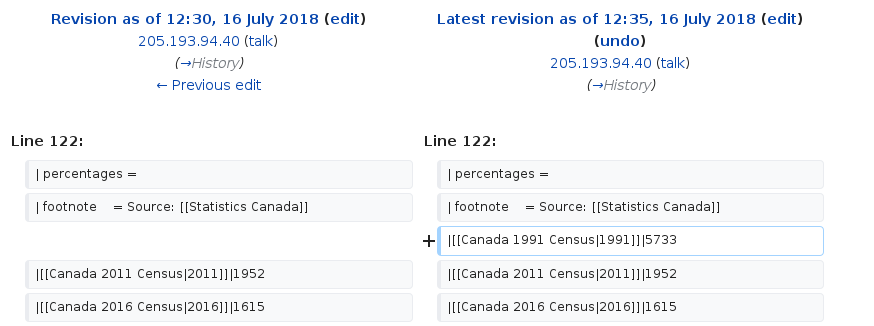 Revision as of 12:30, 16 July 2018 (edit)
205.193.94.40 (talk)
(→History)
← Previous edit
Latest revision as of 12:35, 16 July 2018 (edit)
(undo)
205.193.94.40 (talk)
(→History)
Line 122:
Line 122:
| percentages =
| percentages =
| footnote    = Source: [[Statistics Canada]]
| footnote    = Source: [[Statistics Canada]]
+ |[[Canada 1991 Census|1991]]|5733
|[[Canada 2011 Census|2011]]|1952
|[[Canada 2011 Census|2011]]|1952
|[[Canada 2016 Census|2016]]|1615
|[[Canada 2016 Census|2016]]|1615